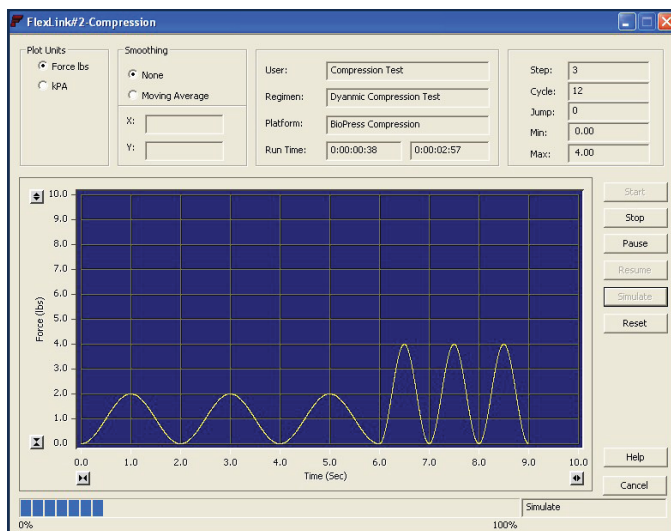 FlexLink#2-Compression
Plot Units
Force lbs
kPA
Smoothing
None
Moving Average
X:
Y:
User: Compression Test
Regimen: Dyanmic Compression Test
Platform: BioPress Compression
Run Time: 0:00:00:38 0:00:02:57
Step: 3
Cycle: 12
Jump: 0
Min: 0.00
Max: 4.00
10.0
9.0
8.0
7.0
6.0
5.0
4.0
3.0
2.0
1.0
0.0
Force (lbs)
0.0 1.0 2.0 3.0 4.0 5.0 6.0 7.0 8.0 9.0 10.0
Time (Sec)
Start
Stop
Pause
Resume
Simulate
Reset
Help
Cancel
Simulate
0% 100%